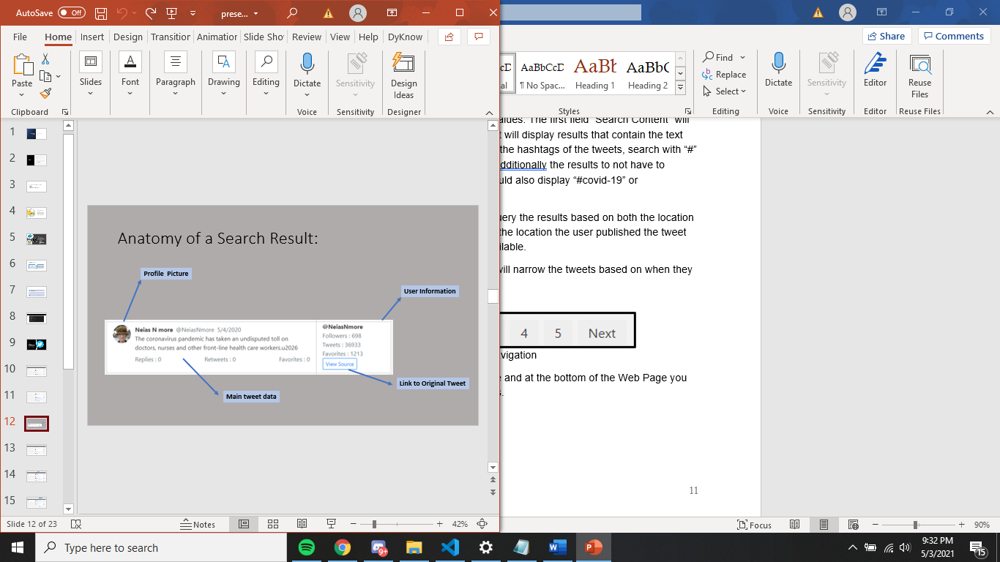 AutoSave Off prese...
File Home Insert Design Transitior Animatior Slide Sho Review View Help DyKnow
Share Comments
Paste Slides Font Paragraph Drawing Editing Dictate Sensitivity Design Ideas
Clipboard Voice Sensitivity Designer
AaBbCcD AaBb AaBbC
¶ No Spac... Heading 1 Heading 2
Styles
Find
Replace
Select
Editing
Dictate
Voice
Sensitivity
Sensitivity
Editor
Editor
Reuse Files
Reuse Files
1
2
3
4
5
6
7
8
9
10
11
12
13
14
15
Anatomy of a Search Result:
Profile Picture
User Information
Neias N more @NeiasNmore 5/4/2020
The coronavirus pandemic has taken an undisputed toll on
doctors, nurses and other front-line health care workers.u2026
Replies : 0 Retweets : 0 Favorites : 0
@NeiasNmore
Followers : 698
Tweets : 36933
Favorites : 1213
View Source
Link to Original Tweet
Main tweet data
alues. The first field "Search Content" will
t will display results that contain the text
the hashtags of the tweets, search with “#”
dditionally the results to not have to
uld also display “#covid-19” or
uery the results based on both the location
the location the user published the tweet
ilable.
will narrow the tweets based on when they
4 5 Next
vigation
e and at the bottom of the Web Page you
s.
11
Slide 12 of 23 Notes 42%
Focus 90%
Type here to search
9+
9:32 PM
5/3/2021
15